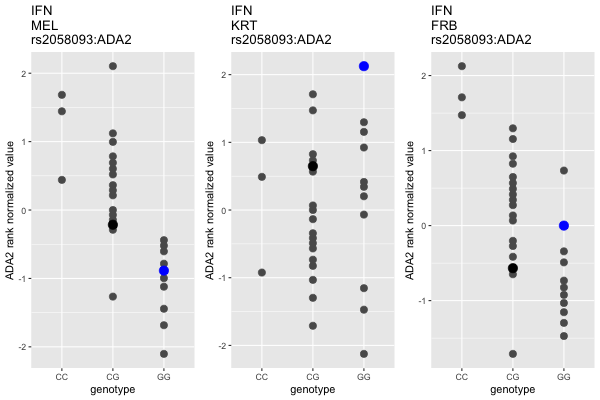 IFN
MEL
rs2058093:ADA2
ADA2 rank normalized value
2
1
0
-1
-2
CC
CG
GG
genotype
IFN
KRT
rs2058093:ADA2
ADA2 rank normalized value
2
1
0
-1
-2
CC
CG
GG
genotype
IFN
FRB
rs2058093:ADA2
ADA2 rank normalized value
2
1
0
-1
CC
CG
GG
genotype